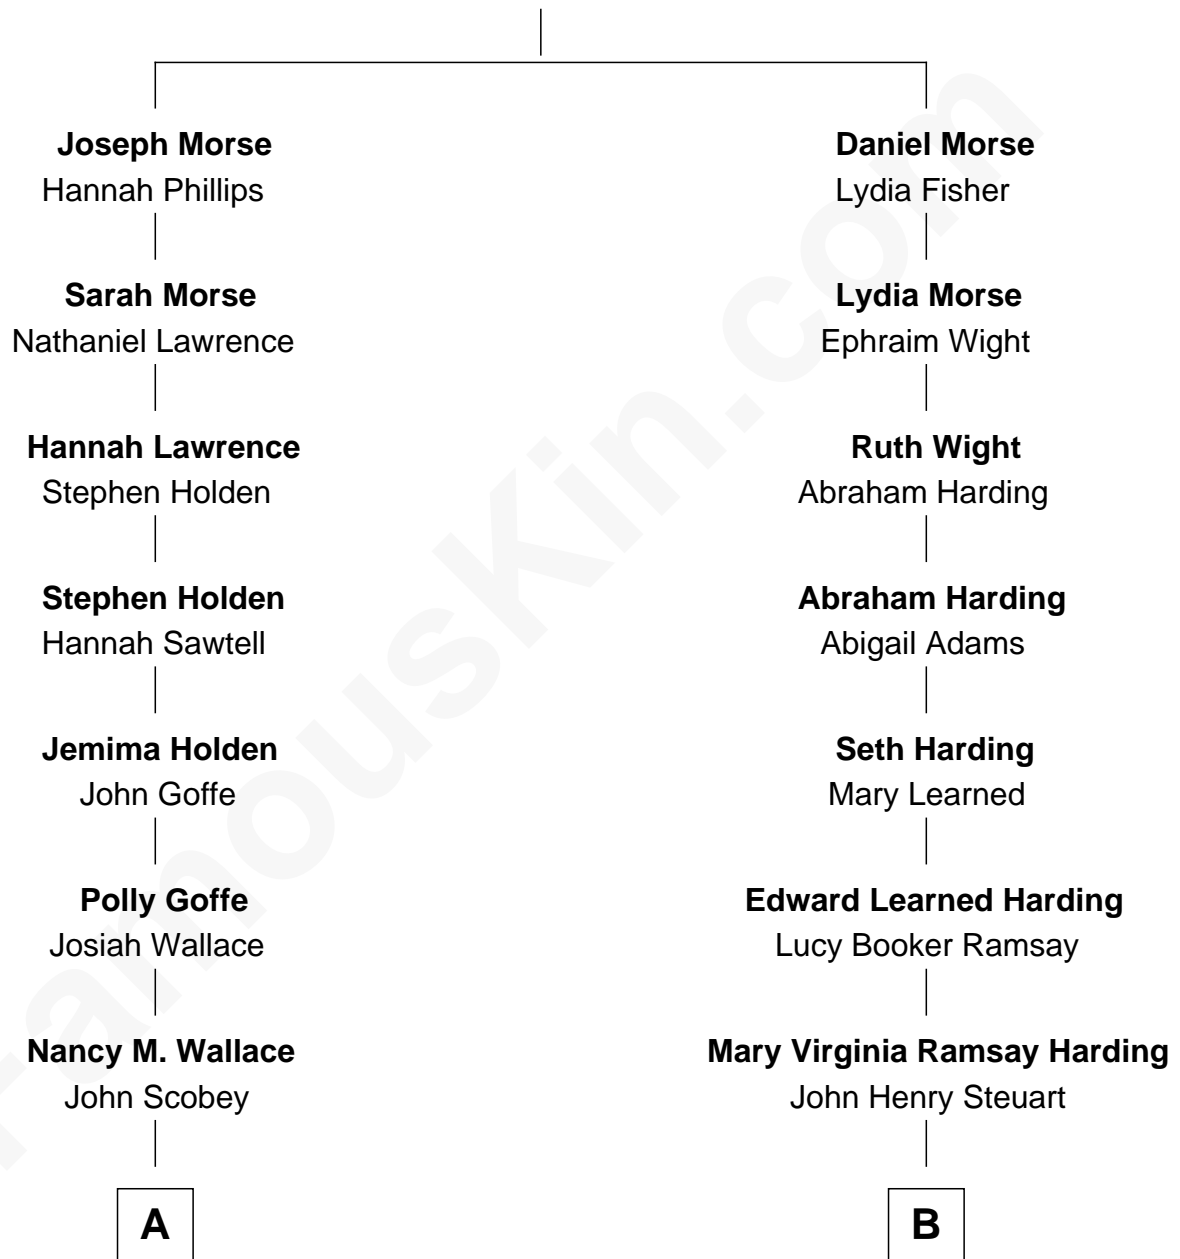 Joseph Morse
Hannah Phillips
Sarah Morse
Nathaniel Lawrence
Hannah Lawrence
Stephen Holden
Stephen Holden
Hannah Sawtell
Jemima Holden
John Goffe
Polly Goffe
Josiah Wallace
Nancy M. Wallace
John Scobey
A
Daniel Morse
Lydia Fisher
Lydia Morse
Ephraim Wight
Ruth Wight
Abraham Harding
Abraham Harding
Abigail Adams
Seth Harding
Mary Learned
Edward Learned Harding
Lucy Booker Ramsay
Mary Virginia Ramsay Harding
John Henry Steuart
B
FamousKin.com